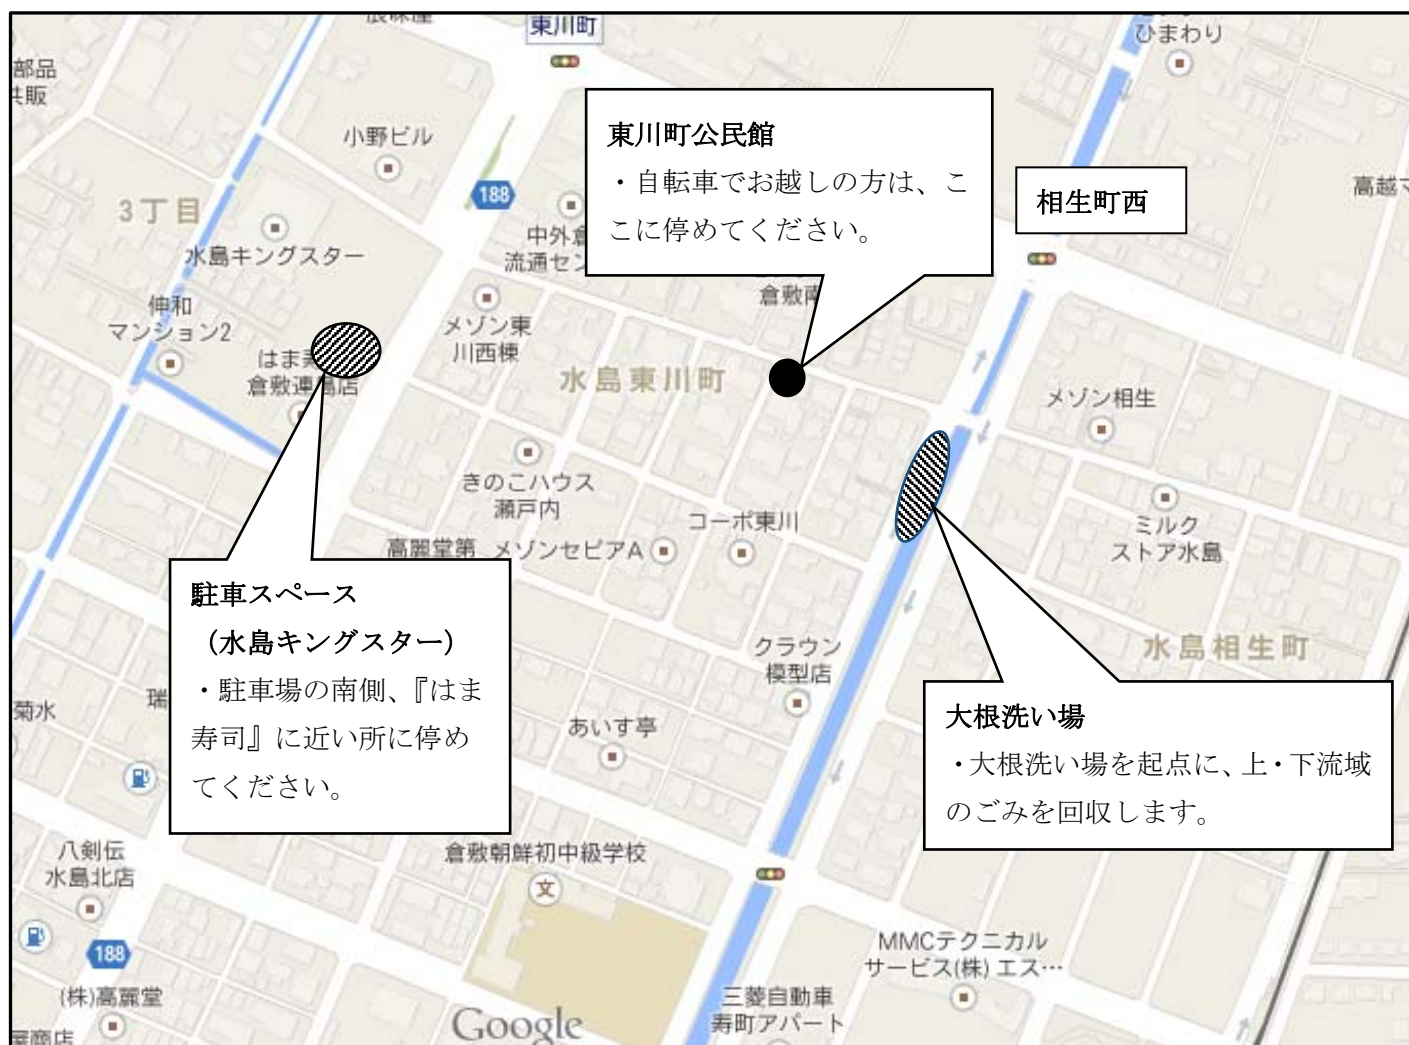 東川町
ひまわり
部品
共販
小野ビル
188
3丁目
水島キングスター
伸和
マンション2
はま寿
倉敷連島店
中外倉
流通セン
メゾン東
川西棟
東川町公民館
・自転車でお越しの方は、こ
こに停めてください。
倉敷南
相生町西
高越マ
水島東川町
メゾン相生
きのこハウス
瀬戸内
高麗堂第
メゾンセピアA
コーポ東川
ミルク
ストア水島
駐車スペース
（水島キングスター）
・駐車場の南側、『はま
寿司』に近い所に停め
てください。
菊水
瑞
クラウン
模型店
水島相生町
あいす亭
大根洗い場
・大根洗い場を起点に、上・下流域
のごみを回収します。
八剣伝
水島北店
倉敷朝鮮初中級学校
文
188
(株)高麗堂
MMCテクニカル
サービス(株) エス…
三菱自動車
寿町アパート
Google